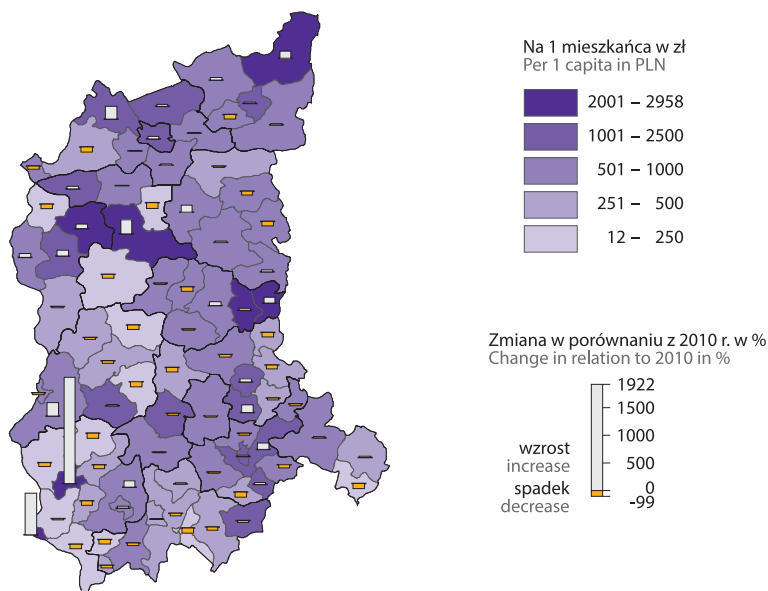 Na 1 mieszkańca w zł
Per 1 capita in PLN
2001 – 2958
1001 – 2500
501 – 1000
251 – 500
12 – 250
Zmiana w porównaniu z 2010 r. w %
Change in relation to 2010 in %
1922
1500
1000
500
0
-99
wzrost
increase
spadek
decrease